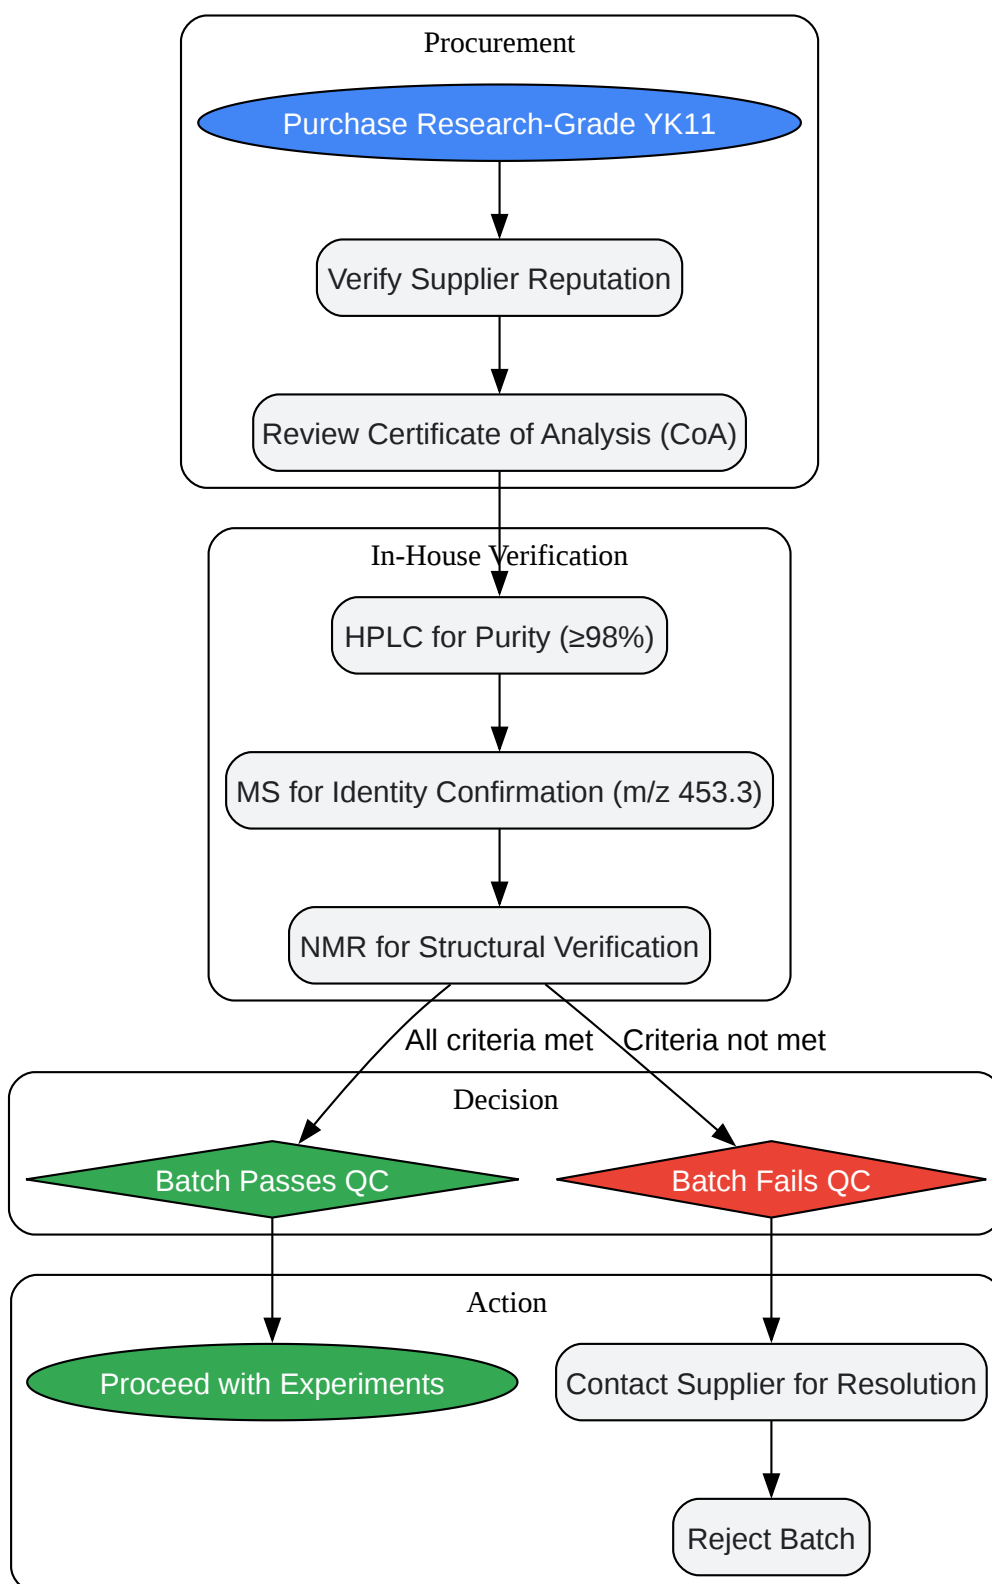 Procurement
Purchase Research-Grade YK11
Verify Supplier Reputation
Review Certificate of Analysis (CoA)
In-House Verification
HPLC for Purity (≥98%)
MS for Identity Confirmation (m/z 453.3)
NMR for Structural Verification
All criteria met
Criteria not met
Decision
Batch Passes QC
Batch Fails QC
Action
Proceed with Experiments
Contact Supplier for Resolution
Reject Batch